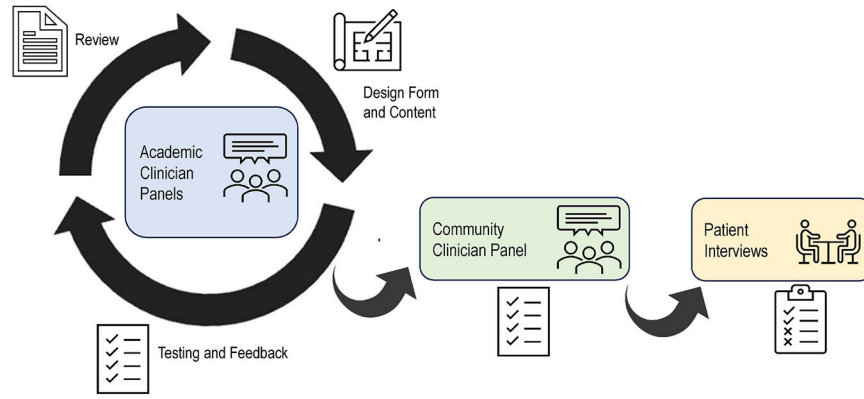 Review
Design Form
and Content
Academic
Clinician
Panels
Community
Clinician Panel
Patient
Interviews
Testing and Feedback